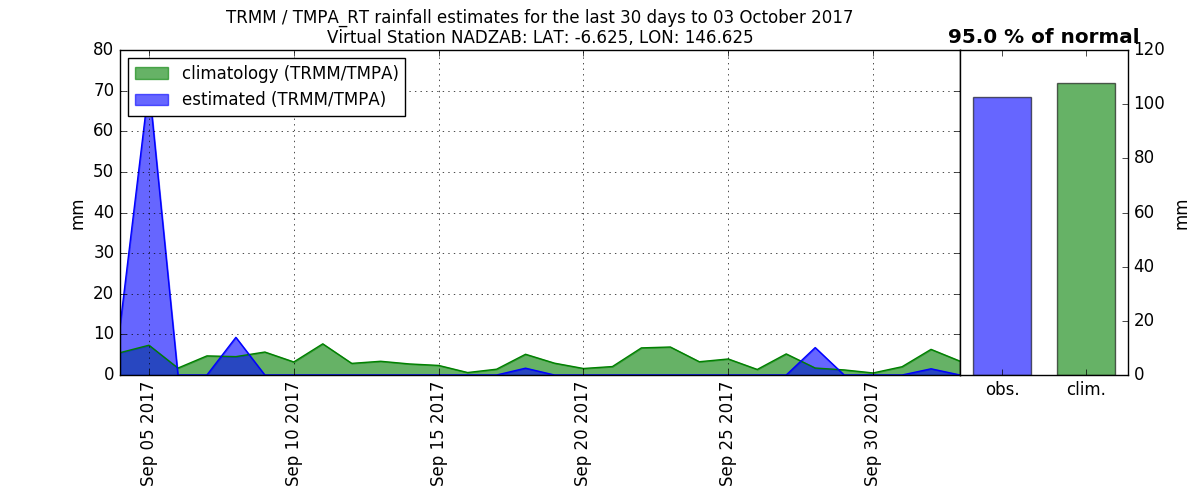 TRMM / TMPA_RT rainfall estimates for the last 30 days to 03 October 2017
Virtual Station NADZAB: LAT: -6.625, LON: 146.625
95.0 % of normal
climatology (TRMM/TMPA)
estimated (TRMM/TMPA)
80
70
60
50
40
30
20
10
0
mm
Sep 05 2017
Sep 10 2017
Sep 15 2017
Sep 20 2017
Sep 25 2017
Sep 30 2017
obs.
clim.
120
100
80
60
40
20
0
mm